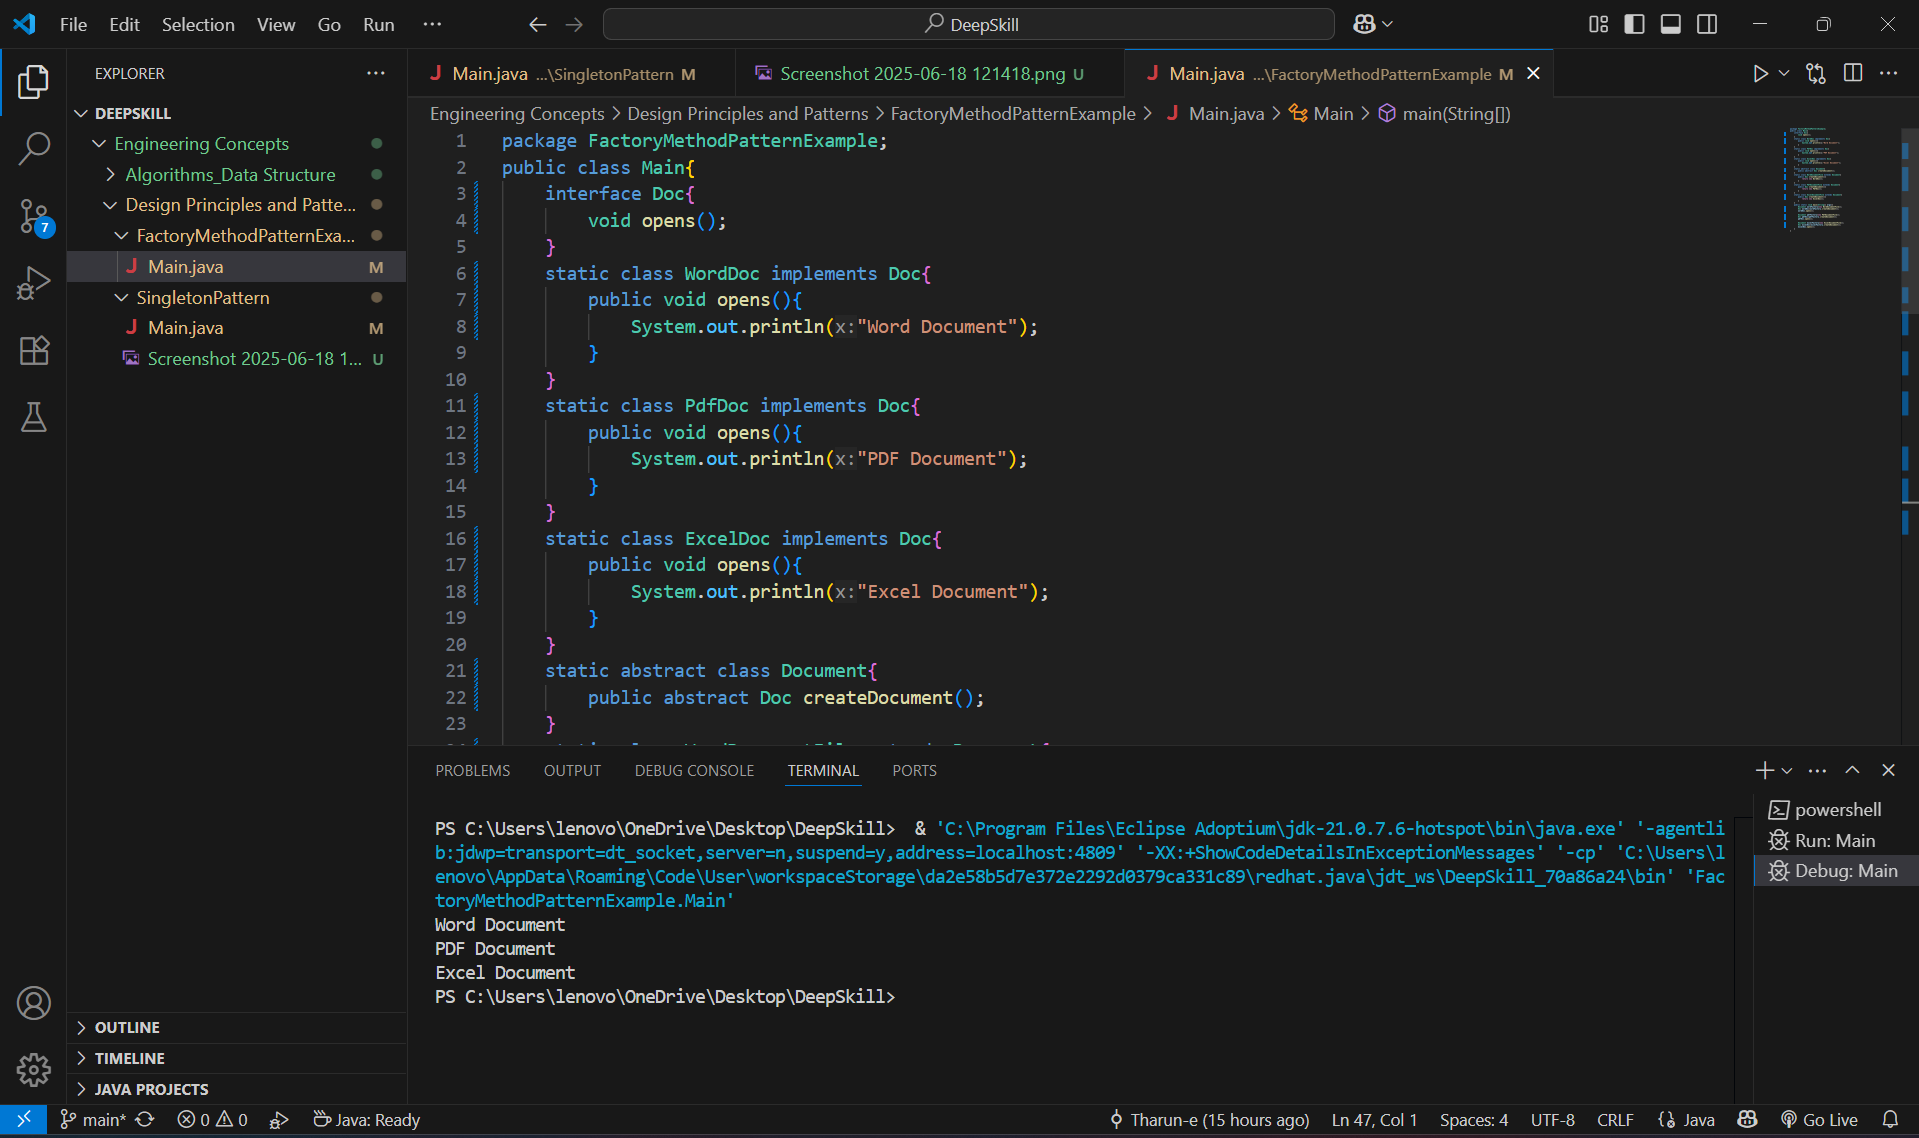 File Edit Selection View Go Run ... DeepSkill
EXPLORER ...
Main.java ...\SingletonPattern M Screenshot 2025-06-18 121418.png U Main.java ...\FactoryMethodPatternExample M
DEEPSKILL
Engineering Concepts
Algorithms_Data Structure
Design Principles and Patte...
FactoryMethodPatternExa...
Main.java M
SingletonPattern
Main.java M
Screenshot 2025-06-18 1... U
7
OUTLINE
TIMELINE
JAVA PROJECTS
Engineering Concepts > Design Principles and Patterns > FactoryMethodPatternExample > Main.java > Main > main(String[])
1 package FactoryMethodPatternExample;
2 public class Main{
3 interface Doc{
4 void opens();
5 }
6 static class WordDoc implements Doc{
7 public void opens(){
8 System.out.println(x:"Word Document");
9 }
10 }
11 static class PdfDoc implements Doc{
12 public void opens(){
13 System.out.println(x:"PDF Document");
14 }
15 }
16 static class ExcelDoc implements Doc{
17 public void opens(){
18 System.out.println(x:"Excel Document");
19 }
20 }
21 static abstract class Document{
22 public abstract Doc createDocument();
23 }
PROBLEMS OUTPUT DEBUG CONSOLE TERMINAL PORTS
PS C:\Users\lenovo\OneDrive\Desktop\DeepSkill> & 'C:\Program Files\Eclipse Adoptium\jdk-21.0.7.6-hotspot\bin\java.exe' '-agentli
b:jdwp=transport=dt_socket,server=n,suspend=y,address=localhost:4809' '-XX:+ShowCodeDetailsInExceptionMessages' '-cp' 'C:\Users\l
enovo\AppData\Roaming\Code\User\workspaceStorage\da2e58b5d7e372e2292d0379ca331c89\redhat.java\jdt_ws\DeepSkill_70a86a24\bin' 'Fac
toryMethodPatternExample.Main'
Word Document
PDF Document
Excel Document
PS C:\Users\lenovo\OneDrive\Desktop\DeepSkill>
powershell
Run: Main
Debug: Main
main* 0 0 Java: Ready Tharun-e (15 hours ago) Ln 47, Col 1 Spaces: 4 UTF-8 CRLF {} Java Go Live